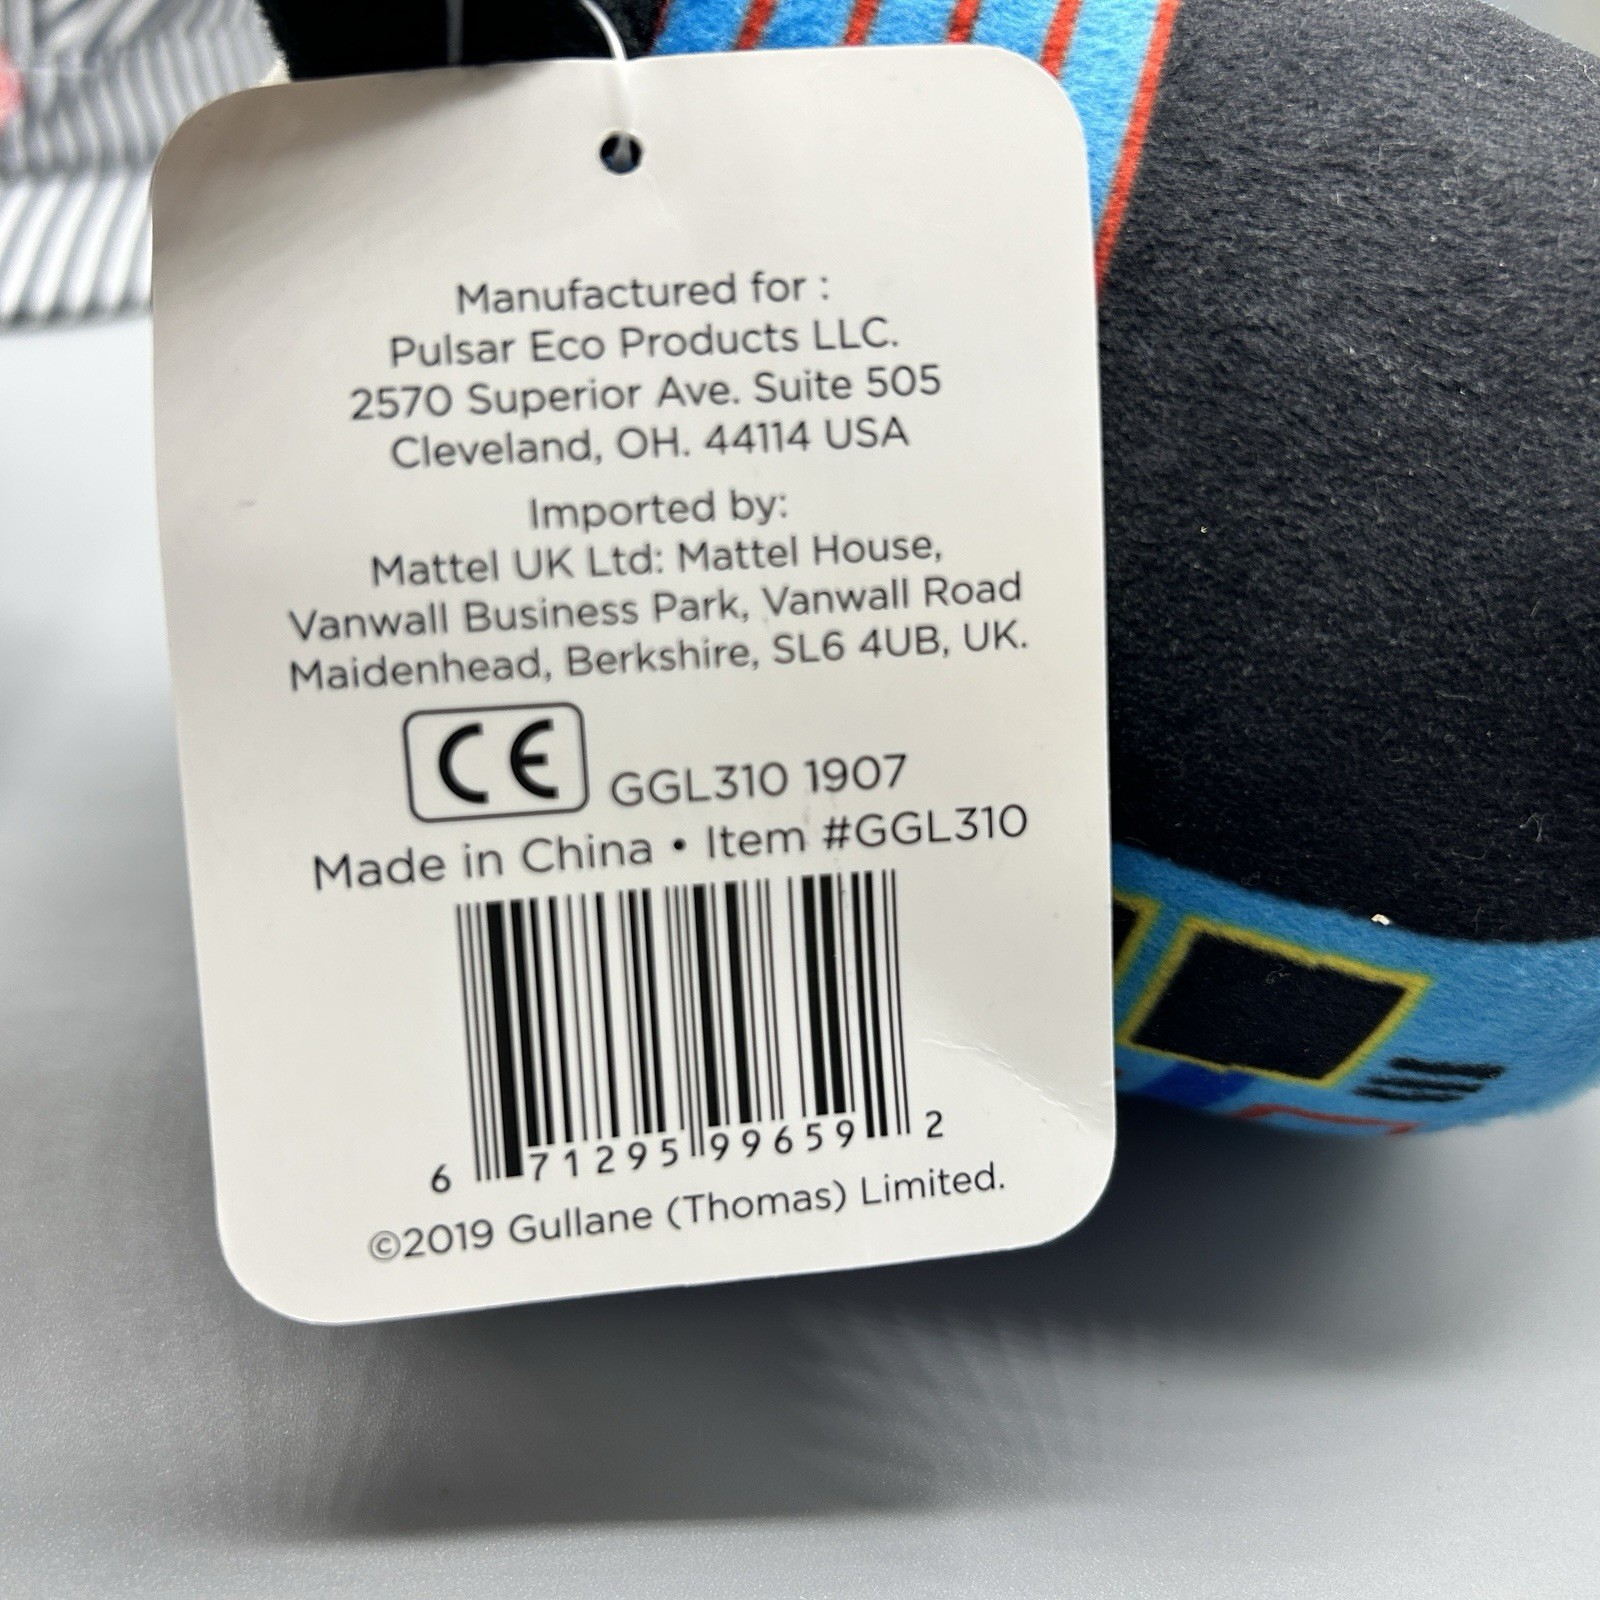 Manufactured for :
Pulsar Eco Products LLC.
2570 Superior Ave. Suite 505
Cleveland, OH. 44114 USA
Imported by:
Mattel UK Ltd: Mattel House,
Vanwall Business Park, Vanwall Road
Maidenhead, Berkshire, SL6 4UB, UK.
CE GGL310 1907
Made in China • Item #GGL310
6 71295 99659 2
©2019 Gullane (Thomas) Limited.